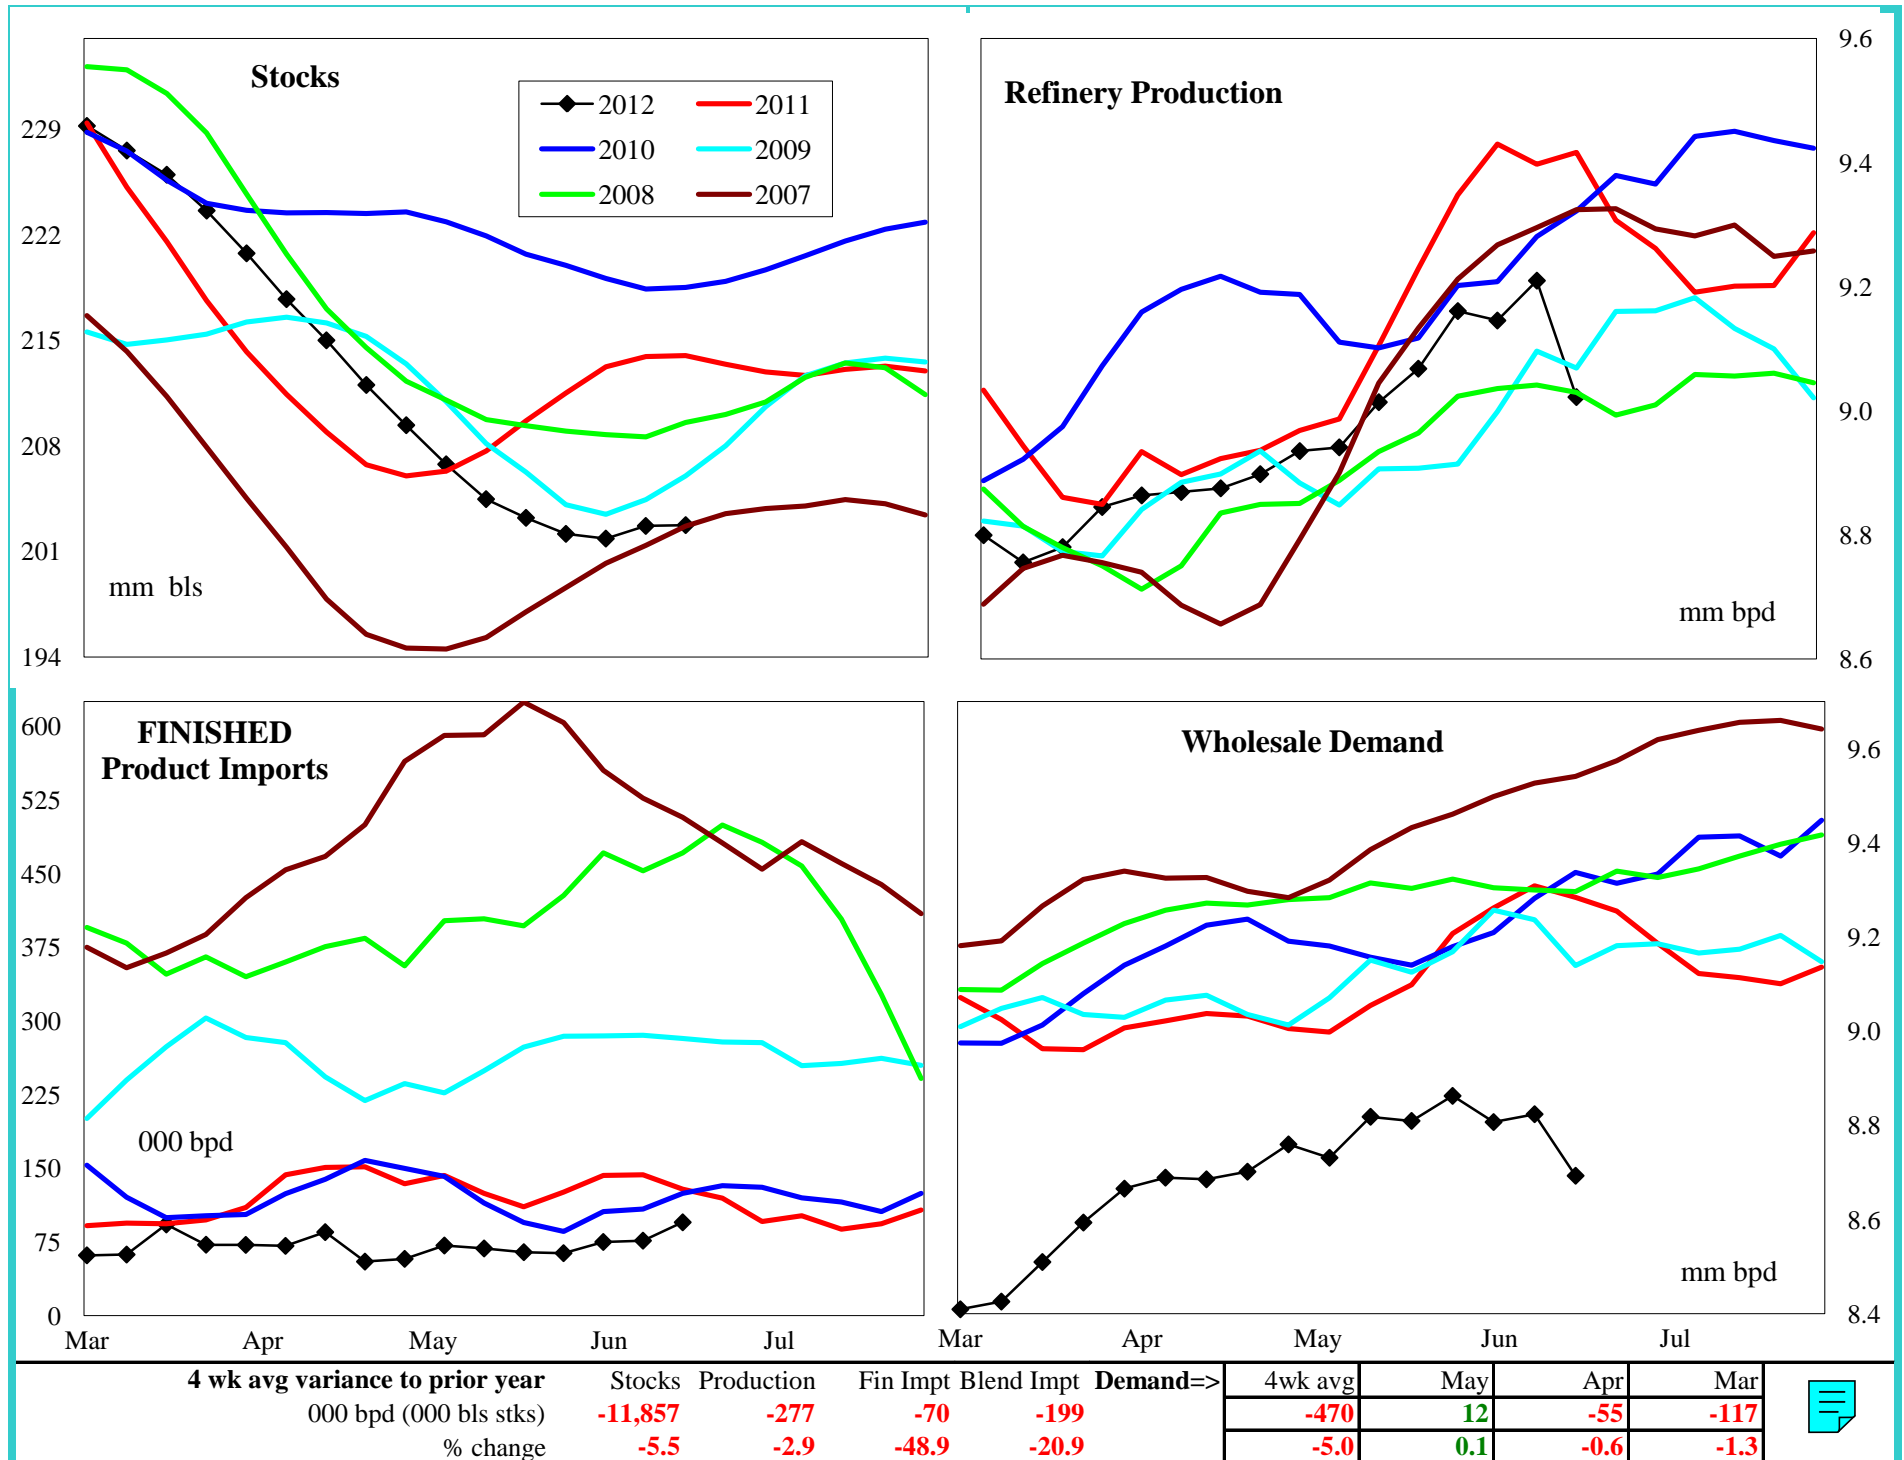 Stocks
2012 2011
2010 2009
2008 2007
229
222
215
208
201
194
mm bls
Refinery Production
9.6
9.4
9.2
9.0
8.8
8.6
mm bpd
FINISHED
Product Imports
600
525
450
375
300
225
150
75
0
000 bpd
Mar Apr May Jun Jul
Wholesale Demand
9.6
9.4
9.2
9.0
8.8
8.6
8.4
mm bpd
Mar Apr May Jun Jul
4 wk avg variance to prior year Stocks Production Fin Impt Blend Impt Demand=> 4wk avg May Apr Mar
000 bpd (000 bls stks) -11,857 -277 -70 -199 -470 12 -55 -117
% change -5.5 -2.9 -48.9 -20.9 -5.0 0.1 -0.6 -1.3